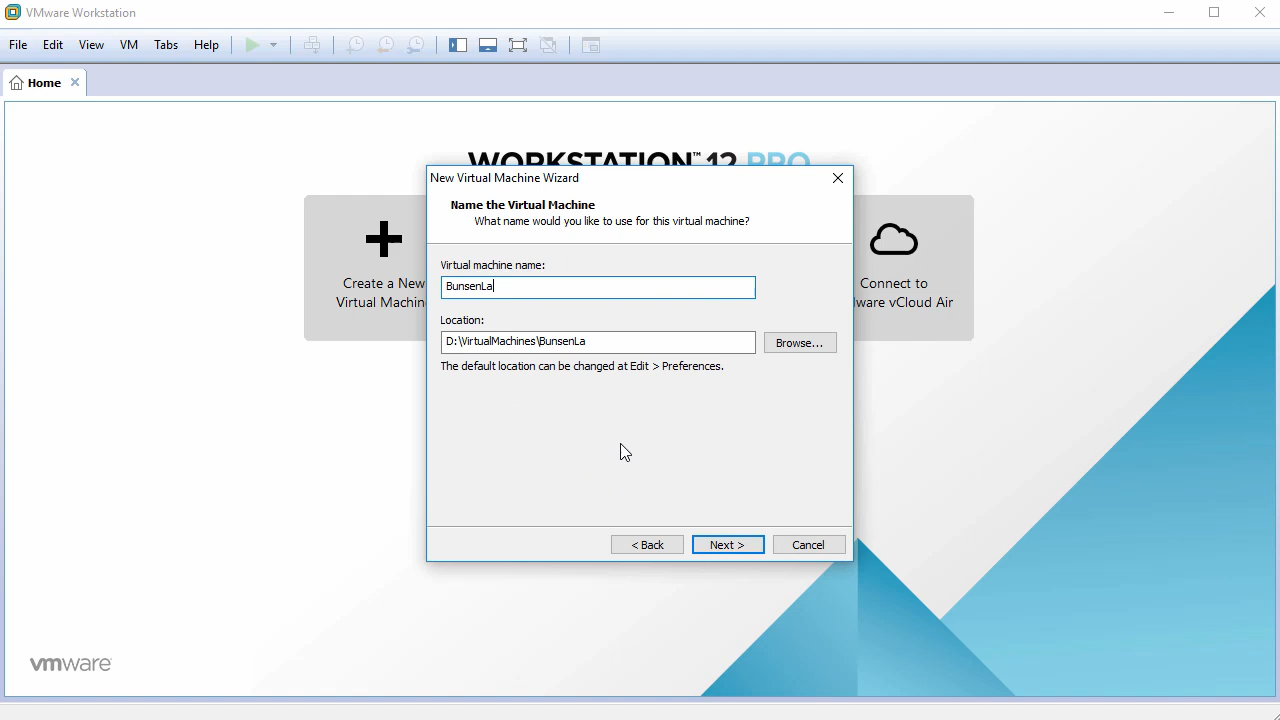 VMware Workstation
File Edit View VM Tabs Help
Home
WORKSTATION™ 12 PRO
New Virtual Machine Wizard
Name the Virtual Machine
What name would you like to use for this virtual machine?
Virtual machine name:
BunsenLa
Location:
D:\VirtualMachines\BunsenLa
Browse...
The default location can be changed at Edit > Preferences.
Create a New
Virtual Machin
Connect to
ware vCloud Air
< Back Next > Cancel
vmware